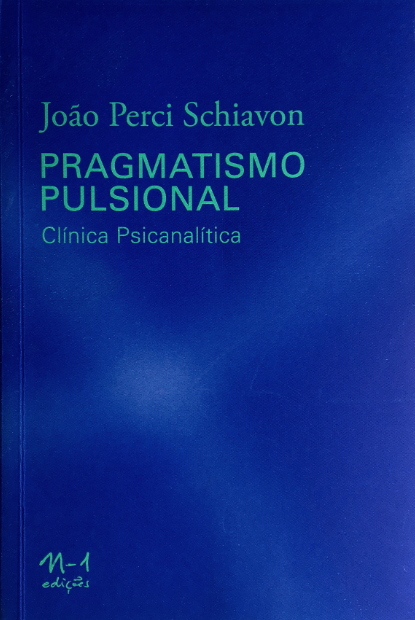 João Perci Schiavon
PRAGMATISMO
PULSIONAL
Clínica Psicanalítica
n-1
edições